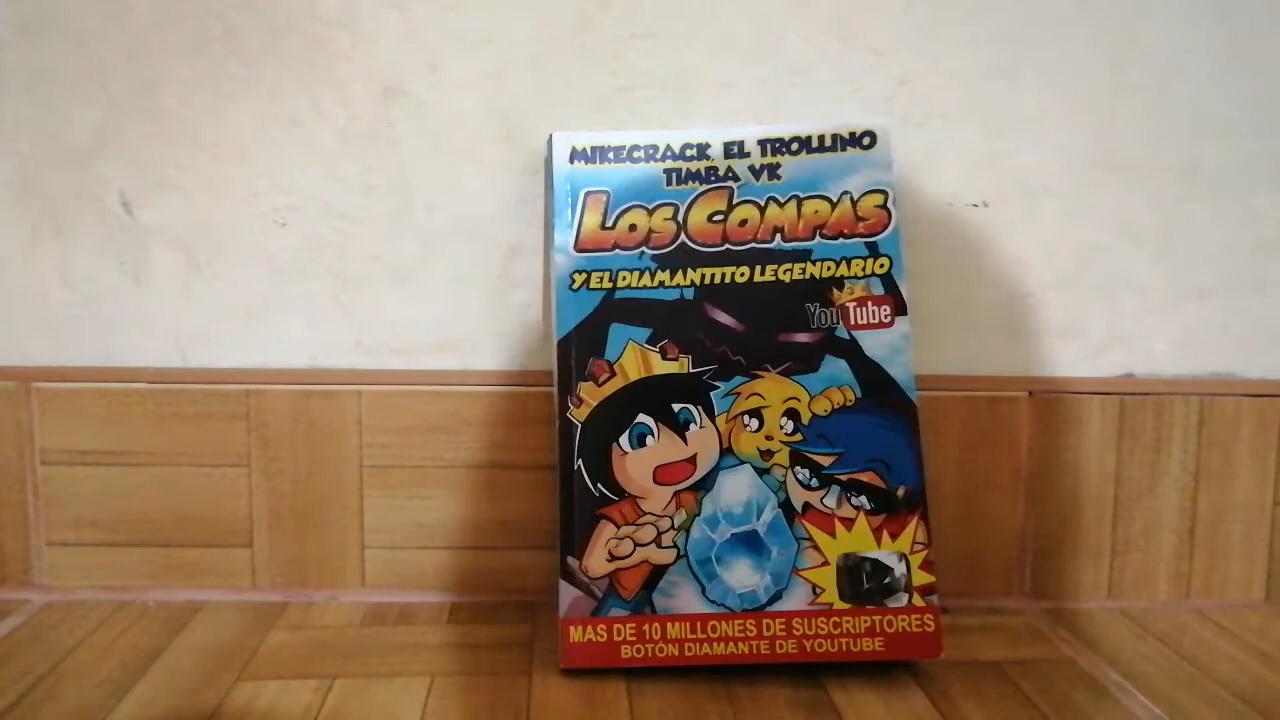 MIKECRACK, EL TROLLINO
TIMBA VK
LOS COMPAS
Y EL DIAMANTITO LEGENDARIO
YouTube
MAS DE 10 MILLONES DE SUSCRIPTORES
BOTÓN DIAMANTE DE YOUTUBE